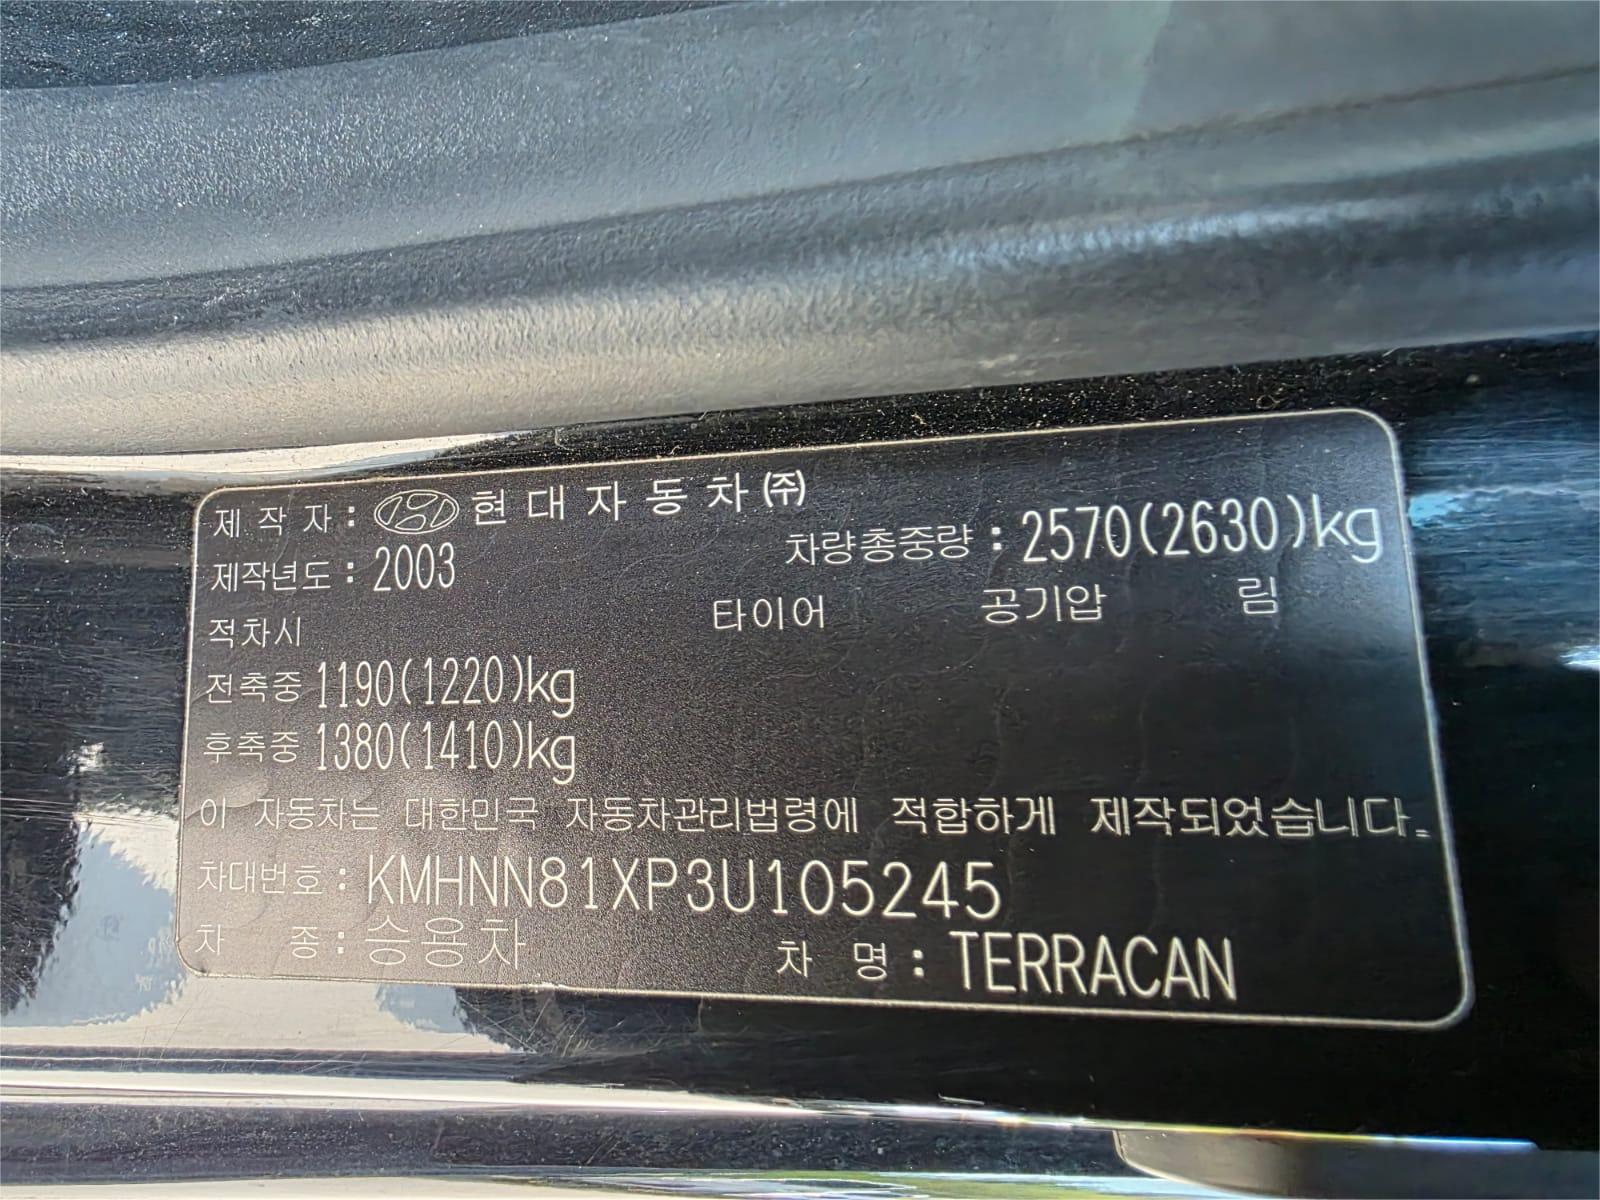 제 작 자 : 현 대 자 동 차 ㈜
제작년도 : 2003 차량총중량 : 2570(2630)kg
적차시 타이어 공기압 림
전축중 1190(1220)kg
후축중 1380(1410)kg
이 자동차는 대한민국 자동차관리법령에 적합하게 제작되었습니다.
차대번호 : KMHNN81XP3U105245
차 종 : 승용차 차 명 : TERRACAN